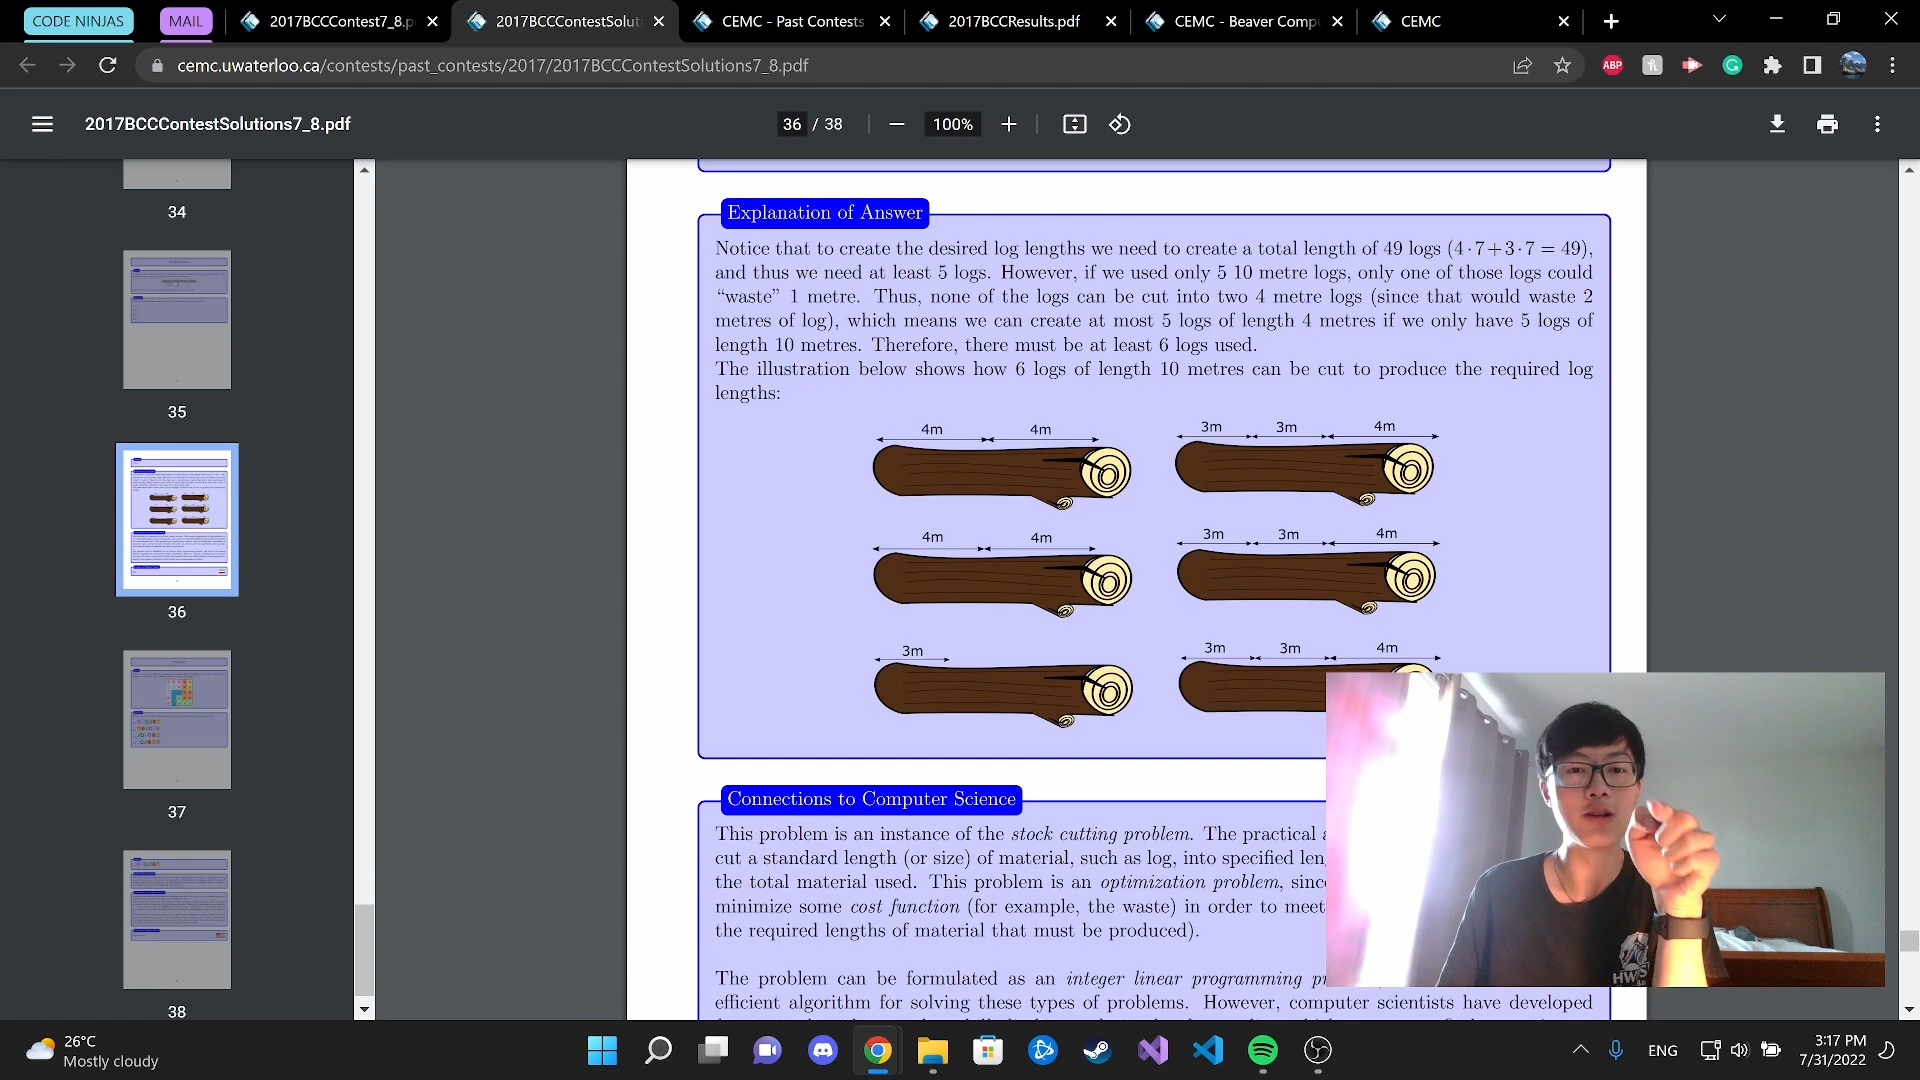 CODE NINJAS
MAIL
2017BCCContest7_8.p
2017BCCContestSoluti
CEMC - Past Contests
2017BCCResults.pdf
CEMC - Beaver Comp
CEMC
cemc.uwaterloo.ca/contests/past_contests/2017/2017BCCContestSolutions7_8.pdf
ABP
2017BCCContestSolutions7_8.pdf
36 / 38
100%
34
35
36
37
38
Explanation of Answer
Notice that to create the desired log lengths we need to create a total length of 49 logs (4·7+3·7 = 49),
and thus we need at least 5 logs. However, if we used only 5 10 metre logs, only one of those logs could
“waste” 1 metre. Thus, none of the logs can be cut into two 4 metre logs (since that would waste 2
metres of log), which means we can create at most 5 logs of length 4 metres if we only have 5 logs of
length 10 metres. Therefore, there must be at least 6 logs used.
The illustration below shows how 6 logs of length 10 metres can be cut to produce the required log
lengths:
4m 4m
3m 3m 4m
4m 4m
3m 3m 4m
3m
3m 3m 4m
Connections to Computer Science
This problem is an instance of the stock cutting problem. The practical a
cut a standard length (or size) of material, such as log, into specified len
the total material used. This problem is an optimization problem, sinc
minimize some cost function (for example, the waste) in order to meet
the required lengths of material that must be produced).
The problem can be formulated as an integer linear programming pr
efficient algorithm for solving these types of problems. However, computer scientists have developed
HWS
26°C
Mostly cloudy
ENG
3:17 PM
7/31/2022